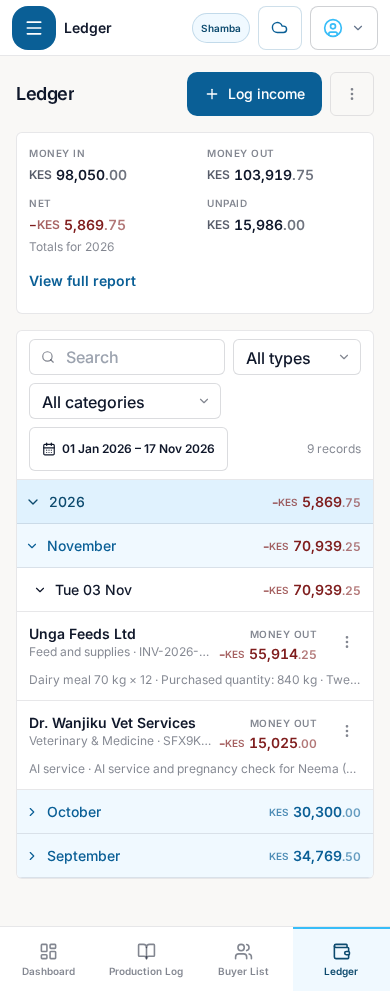 Ledger
Shamba
Ledger
Log income
MONEY IN
KES 98,050.00
MONEY OUT
KES 103,919.75
NET
−KES 5,869.75
Totals for 2026
UNPAID
KES 15,986.00
View full report
Search
All types
All categories
01 Jan 2026 – 17 Nov 2026
9 records
2026 −KES 5,869.75
November −KES 70,939.25
Tue 03 Nov −KES 70,939.25
Unga Feeds Ltd
Feed and supplies · INV-2026-...
MONEY OUT
−KES 55,914.25
Dairy meal 70 kg × 12 · Purchased quantity: 840 kg · Twe...
Dr. Wanjiku Vet Services
Veterinary & Medicine · SFX9K...
MONEY OUT
−KES 15,025.00
AI service · AI service and pregnancy check for Neema (...
October KES 30,300.00
September KES 34,769.50
Dashboard
Production Log
Buyer List
Ledger